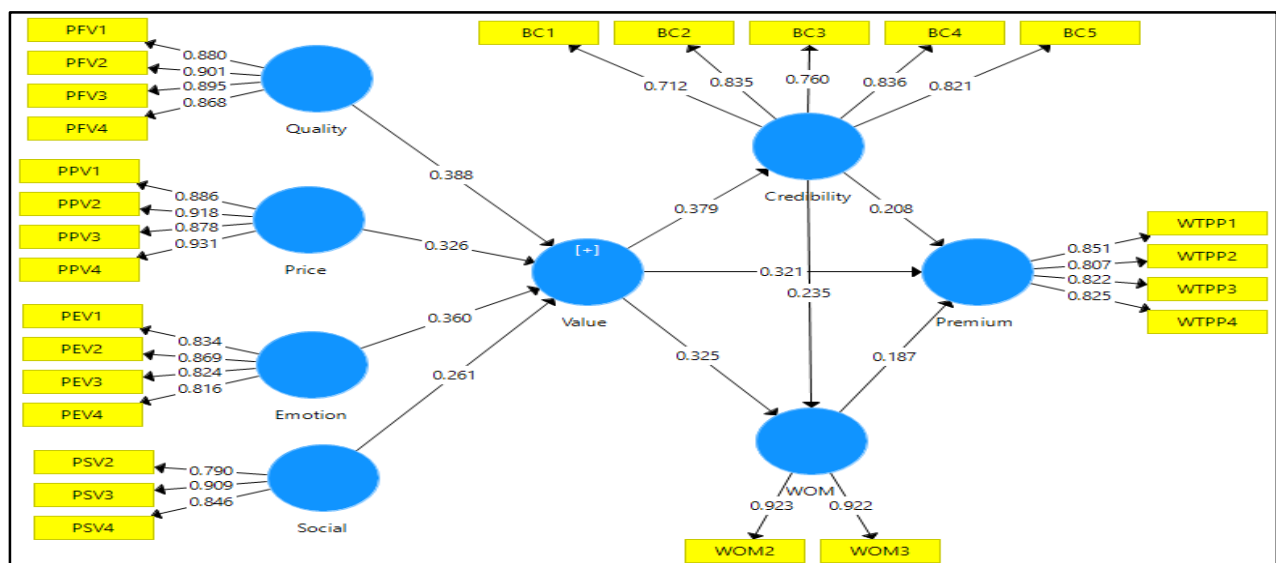 PFV1
PFV2
PFV3
PFV4
0.880
0.901
0.895
0.868
Quality
PPV1
PPV2
PPV3
PPV4
0.886
0.918
0.878
0.931
Price
PEV1
PEV2
PEV3
PEV4
0.834
0.869
0.824
0.816
Emotion
PSV2
PSV3
PSV4
0.790
0.909
0.846
Social
0.388
0.326
0.360
0.261
[+]
Value
BC1
BC2
BC3
BC4
BC5
0.712
0.835
0.760
0.836
0.821
Credibility
0.379
0.208
0.321
0.235
0.325
0.187
Premium
WTPP1
WTPP2
WTPP3
WTPP4
0.851
0.807
0.822
0.825
WOM
0.923
0.922
WOM2
WOM3